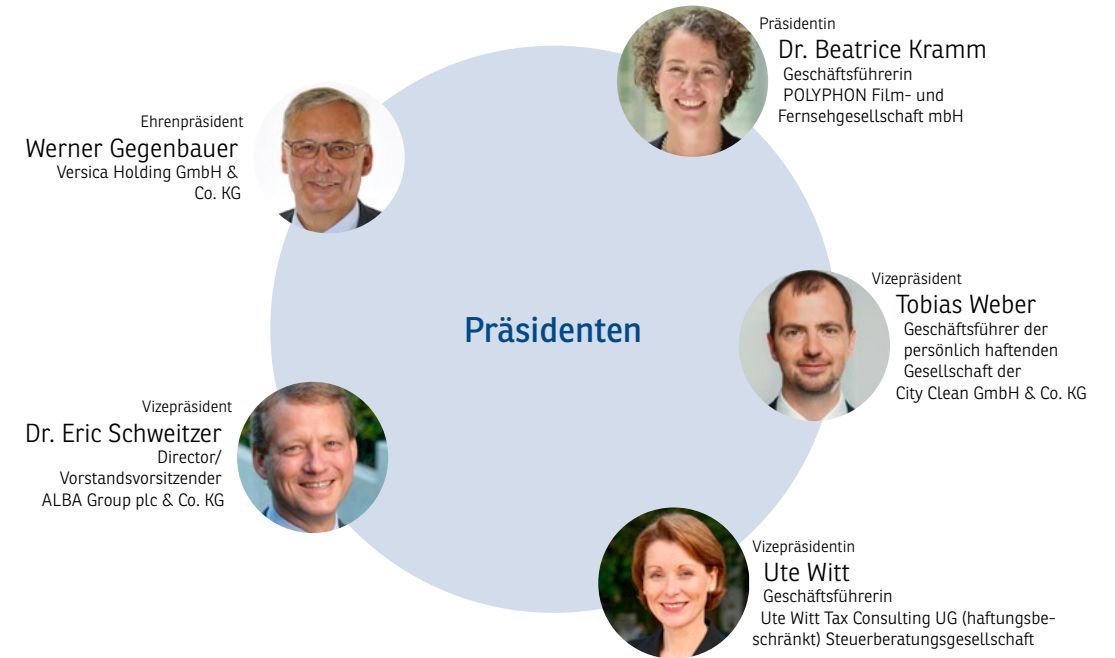 Präsidentin
Dr. Beatrice Kramm
Geschäftsführerin
POLYPHON Film- und
Fernsehgesellschaft mbH
Ehrenpräsident
Werner Gegenbauer
Versica Holding GmbH &
Co. KG
Vizepräsident
Tobias Weber
Geschäftsführer der
persönlich haftenden
Gesellschaft der
City Clean GmbH & Co. KG
Präsidenten
Vizepräsident
Dr. Eric Schweitzer
Director/
Vorstandsvorsitzender
ALBA Group plc & Co. KG
Vizepräsidentin
Ute Witt
Geschäftsführerin
Ute Witt Tax Consulting UG (haftungsbe-
schränkt) Steuerberatungsgesellschaft